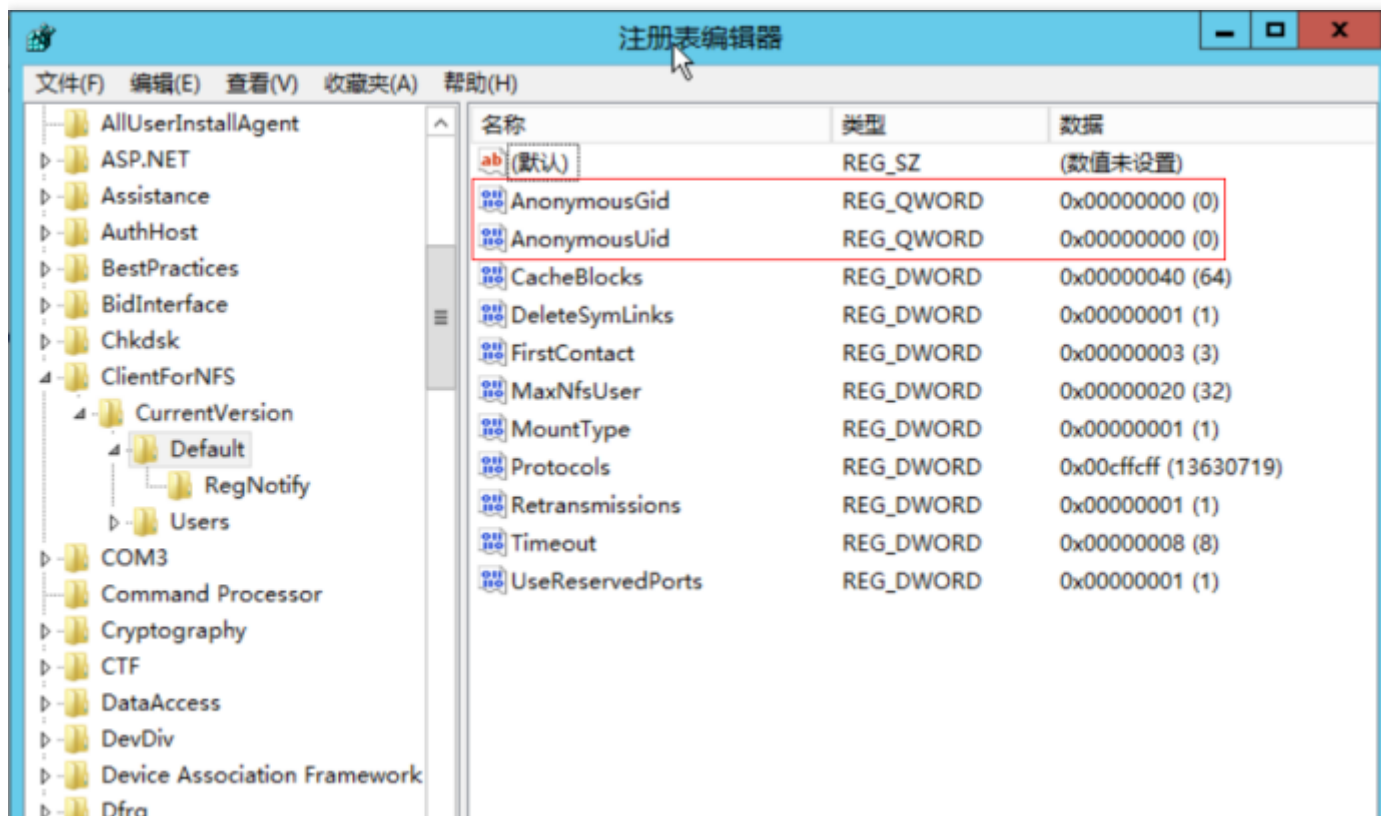 注册表编辑器
文件(F) 编辑(E) 查看(V) 收藏夹(A) 帮助(H)
AllUserInstallAgent
ASP.NET
Assistance
AuthHost
BestPractices
BidInterface
Chkdsk
ClientForNFS
CurrentVersion
Default
RegNotify
Users
COM3
Command Processor
Cryptography
CTF
DataAccess
DevDiv
Device Association Framework
Dfrg
名称 类型 数据
(默认) REG_SZ (数值未设置)
AnonymousGid REG_QWORD 0x00000000 (0)
AnonymousUid REG_QWORD 0x00000000 (0)
CacheBlocks REG_DWORD 0x00000040 (64)
DeleteSymLinks REG_DWORD 0x00000001 (1)
FirstContact REG_DWORD 0x00000003 (3)
MaxNfsUser REG_DWORD 0x00000020 (32)
MountType REG_DWORD 0x00000001 (1)
Protocols REG_DWORD 0x00cffcff (13630719)
Retransmissions REG_DWORD 0x00000001 (1)
Timeout REG_DWORD 0x00000008 (8)
UseReservedPorts REG_DWORD 0x00000001 (1)